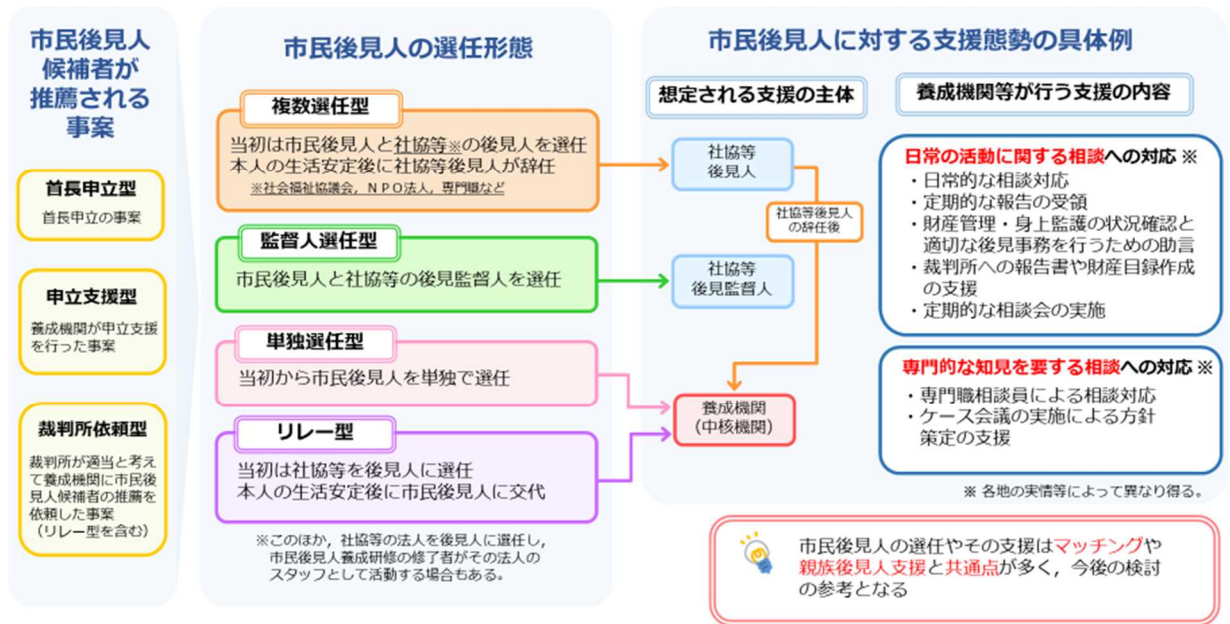 市民後見人
候補者が
推薦される
事案
首長申立型
首長申立の事案
申立支援型
養成機関が申立支援
を行った事案
裁判所依頼型
裁判所が適当と考え
て養成機関に市民後
見人候補者の推薦を
依頼した事案
（リレー型を含む）
市民後見人の選任形態
複数選任型
当初は市民後見人と社協等※の後見人を選任
本人の生活安定後に社協等後見人が辞任
※社会福祉協議会，ＮＰＯ法人，専門職など
監督人選任型
市民後見人と社協等の後見監督人を選任
単独選任型
当初から市民後見人を単独で選任
リレー型
当初は社協等を後見人に選任
本人の生活安定後に市民後見人に交代
※このほか，社協等の法人を後見人に選任し，
市民後見人養成研修の修了者がその法人の
スタッフとして活動する場合もある。
市民後見人に対する支援態勢の具体例
想定される支援の主体
社協等
後見人
社協等後見人
の辞任後
社協等
後見監督人
養成機関
（中核機関）
養成機関等が行う支援の内容
日常の活動に関する相談への対応 ※
・日常的な相談対応
・定期的な報告の受領
・財産管理・身上監護の状況確認と
適切な後見事務を行うための助言
・裁判所への報告書や財産目録作成
の支援
・定期的な相談会の実施
専門的な知見を要する相談への対応 ※
・専門職相談員による相談対応
・ケース会議の実施による方針
策定の支援
※ 各地の実情等によって異なり得る。
市民後見人の選任やその支援はマッチングや
親族後見人支援と共通点が多く，今後の検討
の参考となる